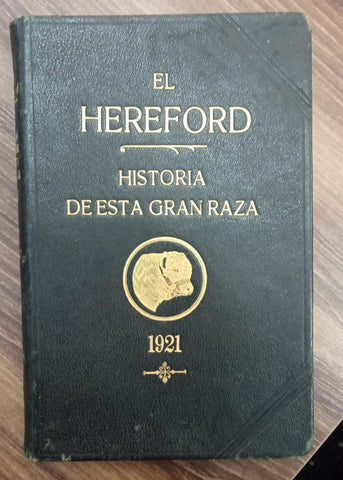 EL
HEREFORD
HISTORIA
DE ESTA GRAN RAZA
1921